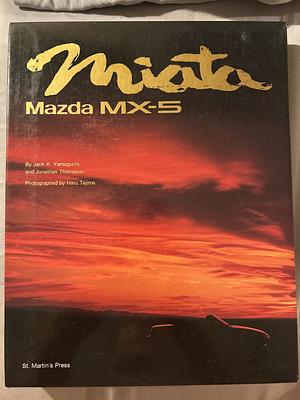 Miata
Mazda MX-5
By Jack K. Yamaguchi
and Jonathan Thompson
Photographed by Haru Tajima
St. Martin's Press